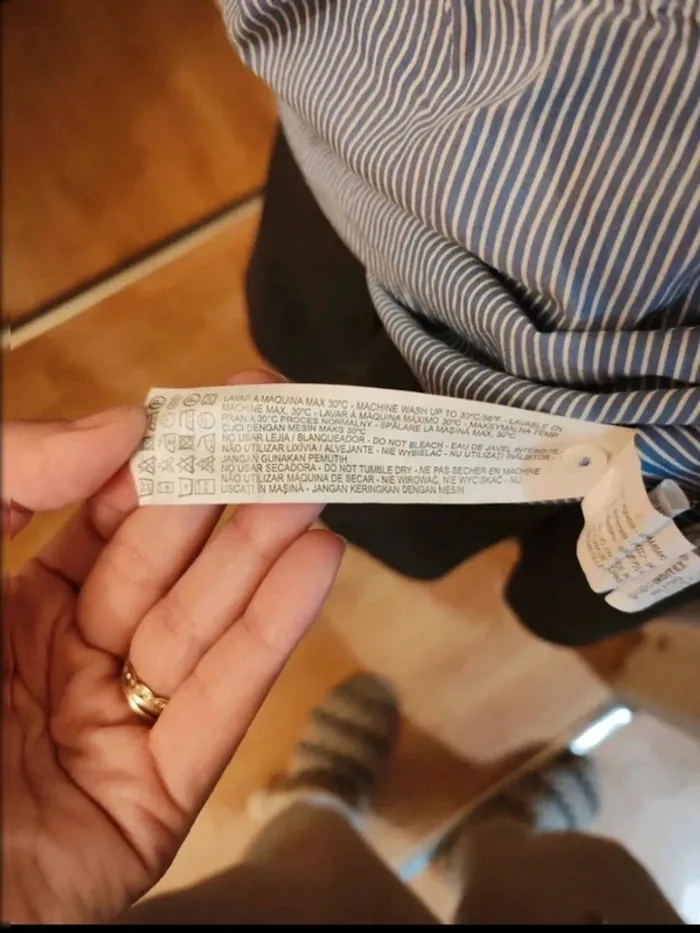 LAVAR A MAQUINA MAX 30ºC - MACHINE WASH UP TO 30ºC/86ºF - LAVABLE EN
MACHINE MAX. 30ºC - LAVAR À MÁQUINA MÁXIMO 30ºC - MAKSYMALNA TEMP
PRANIA 30°C PROCES NORMALNY - SPĂLARE LA MAȘINĂ MAX. 30ºC
CUCI DENGAN MESIN MAKS 30ºC
NO USAR LEJIA / BLANQUEADOR - DO NOT BLEACH - EAU DE JAVEL INTERDITE
NÃO UTILIZAR LIXÍVIA / ALVEJANTE - NIE WYBIELAĆ - NU UTILIZAȚI ÎNĂLBITOR -
JANGAN GUNAKAN PEMUTIH
NO USAR SECADORA - DO NOT TUMBLE DRY - NE PAS SECHER EN MACHINE
NÃO UTILIZAR MÁQUINA DE SECAR - NIE WIROWAĆ, NIE WYCISKAĆ - NU
USCAȚI ÎN MAȘINĂ - JANGAN KERINGKAN DENGAN MESIN
INDITEX